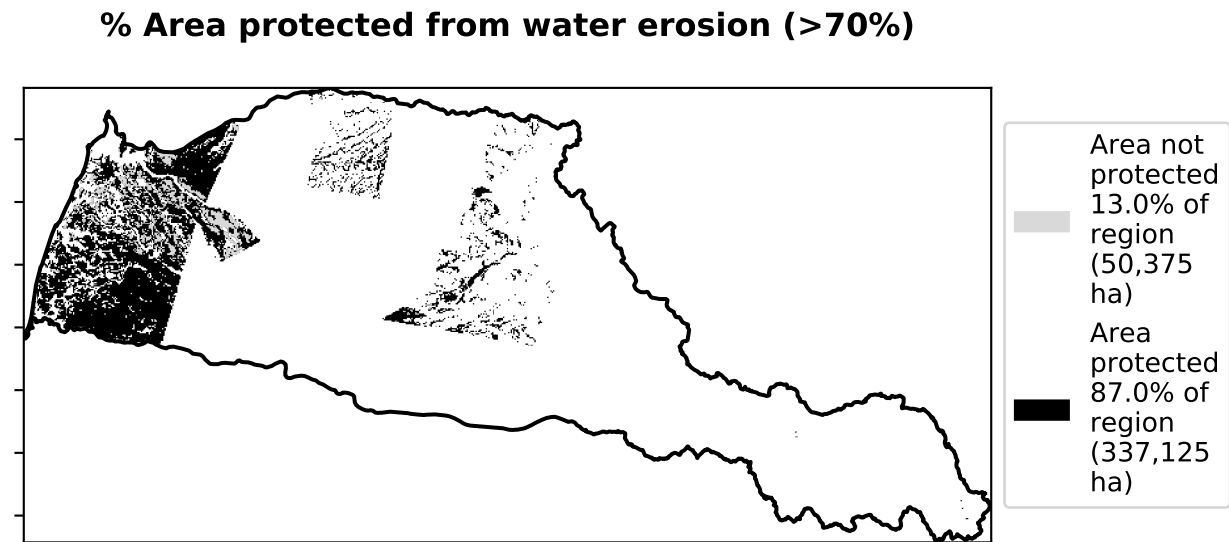 % Area protected from water erosion (>70%)
Area not
protected
13.0% of
region
(50,375
ha)
Area
protected
87.0% of
region
(337,125
ha)